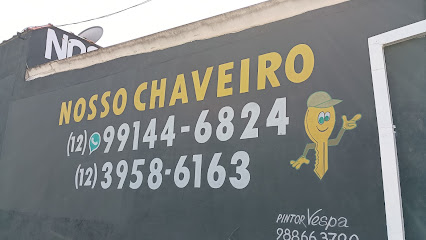 NOSSO CHAVEIRO
(12) 99144-6824
(12) 3958-6163
PINTOR Vespa